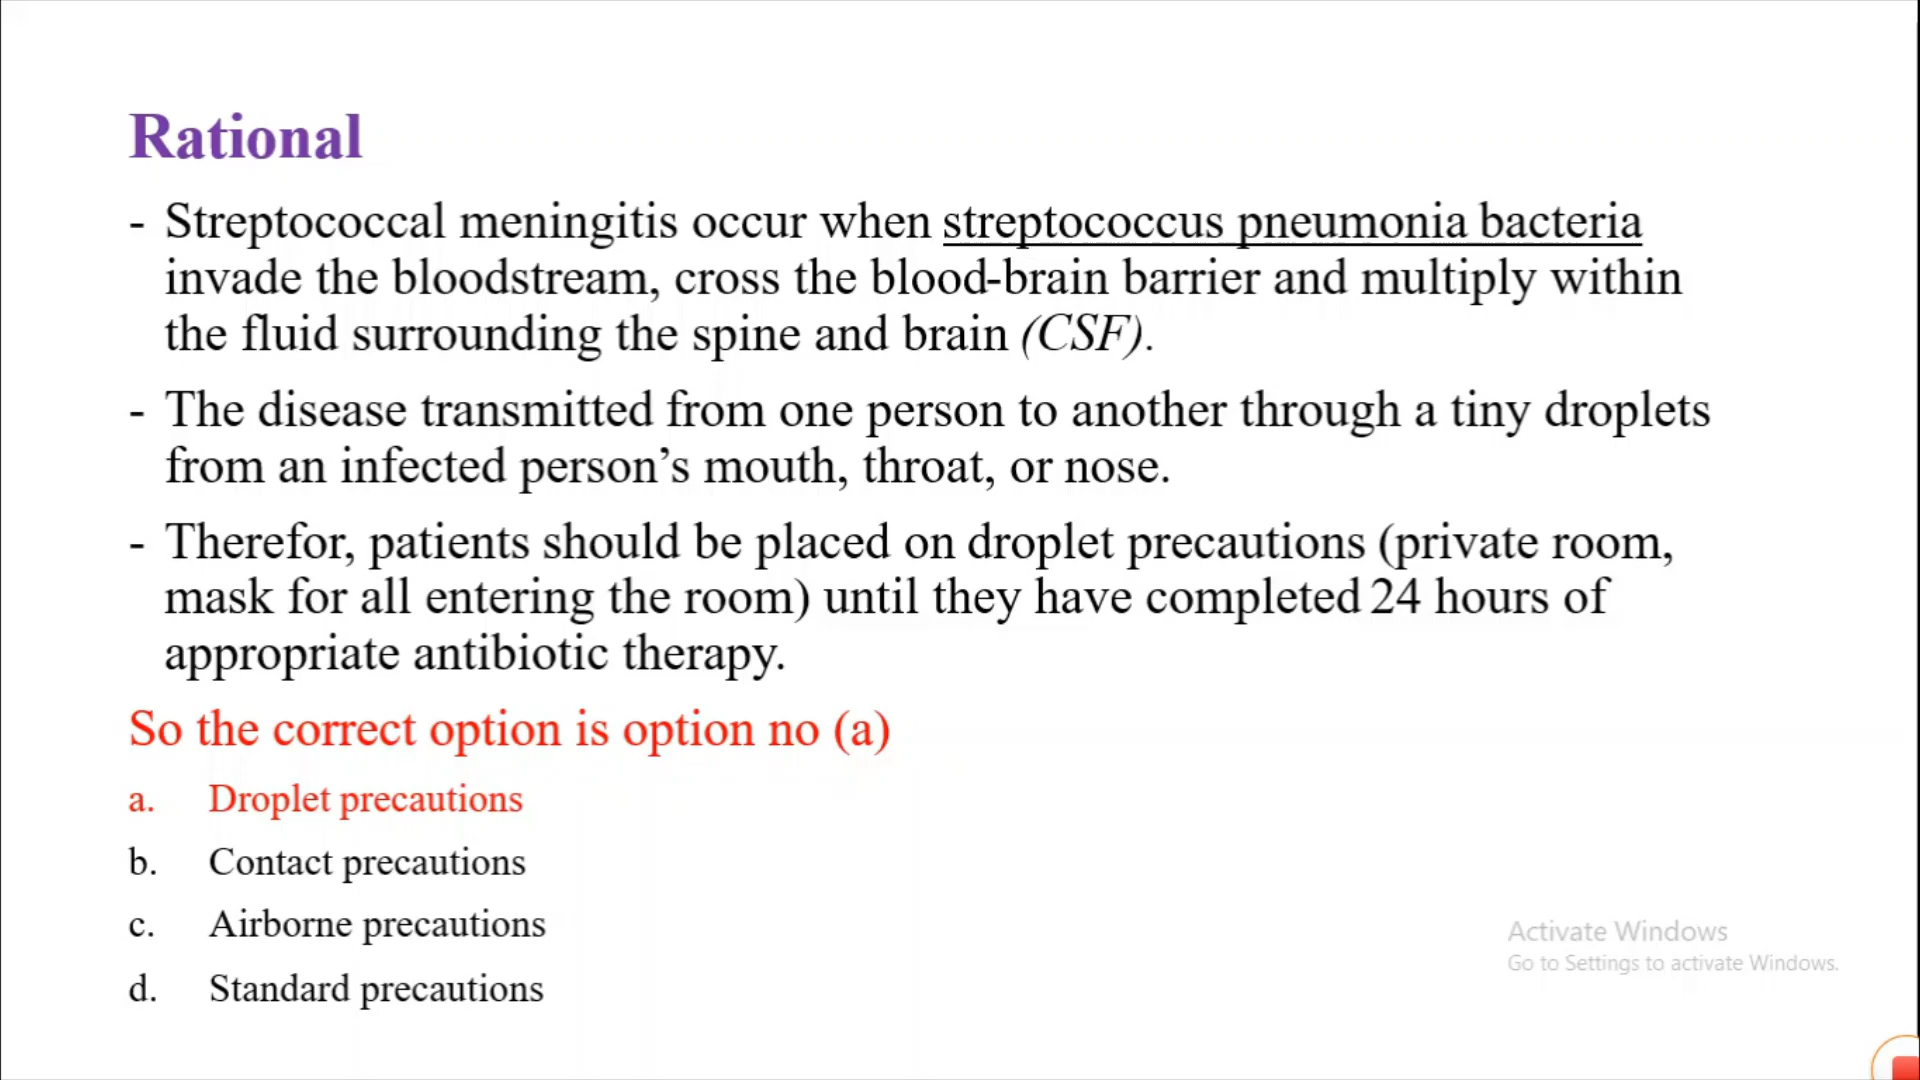 Rational
- Streptococcal meningitis occur when streptococcus pneumonia bacteria
invade the bloodstream, cross the blood-brain barrier and multiply within
the fluid surrounding the spine and brain (CSF).
- The disease transmitted from one person to another through a tiny droplets
from an infected person’s mouth, throat, or nose.
- Therefor, patients should be placed on droplet precautions (private room,
mask for all entering the room) until they have completed 24 hours of
appropriate antibiotic therapy.
So the correct option is option no (a)
a. Droplet precautions
b. Contact precautions
c. Airborne precautions
d. Standard precautions
Activate Windows
Go to Settings to activate Windows.